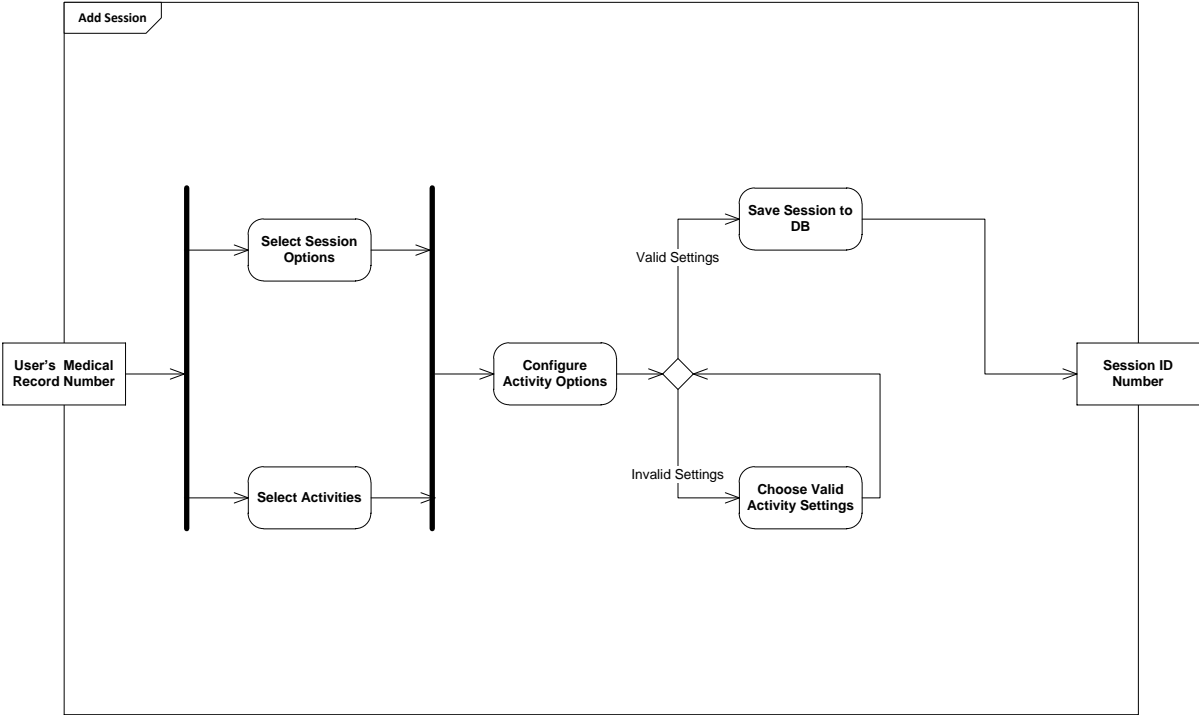 Add Session
Select Session
Options
Save Session to
DB
Valid Settings
User's  Medical
Record Number
Configure
Activity Options
Session ID
Number
Invalid Settings
Select Activities
Choose Valid
Activity Settings